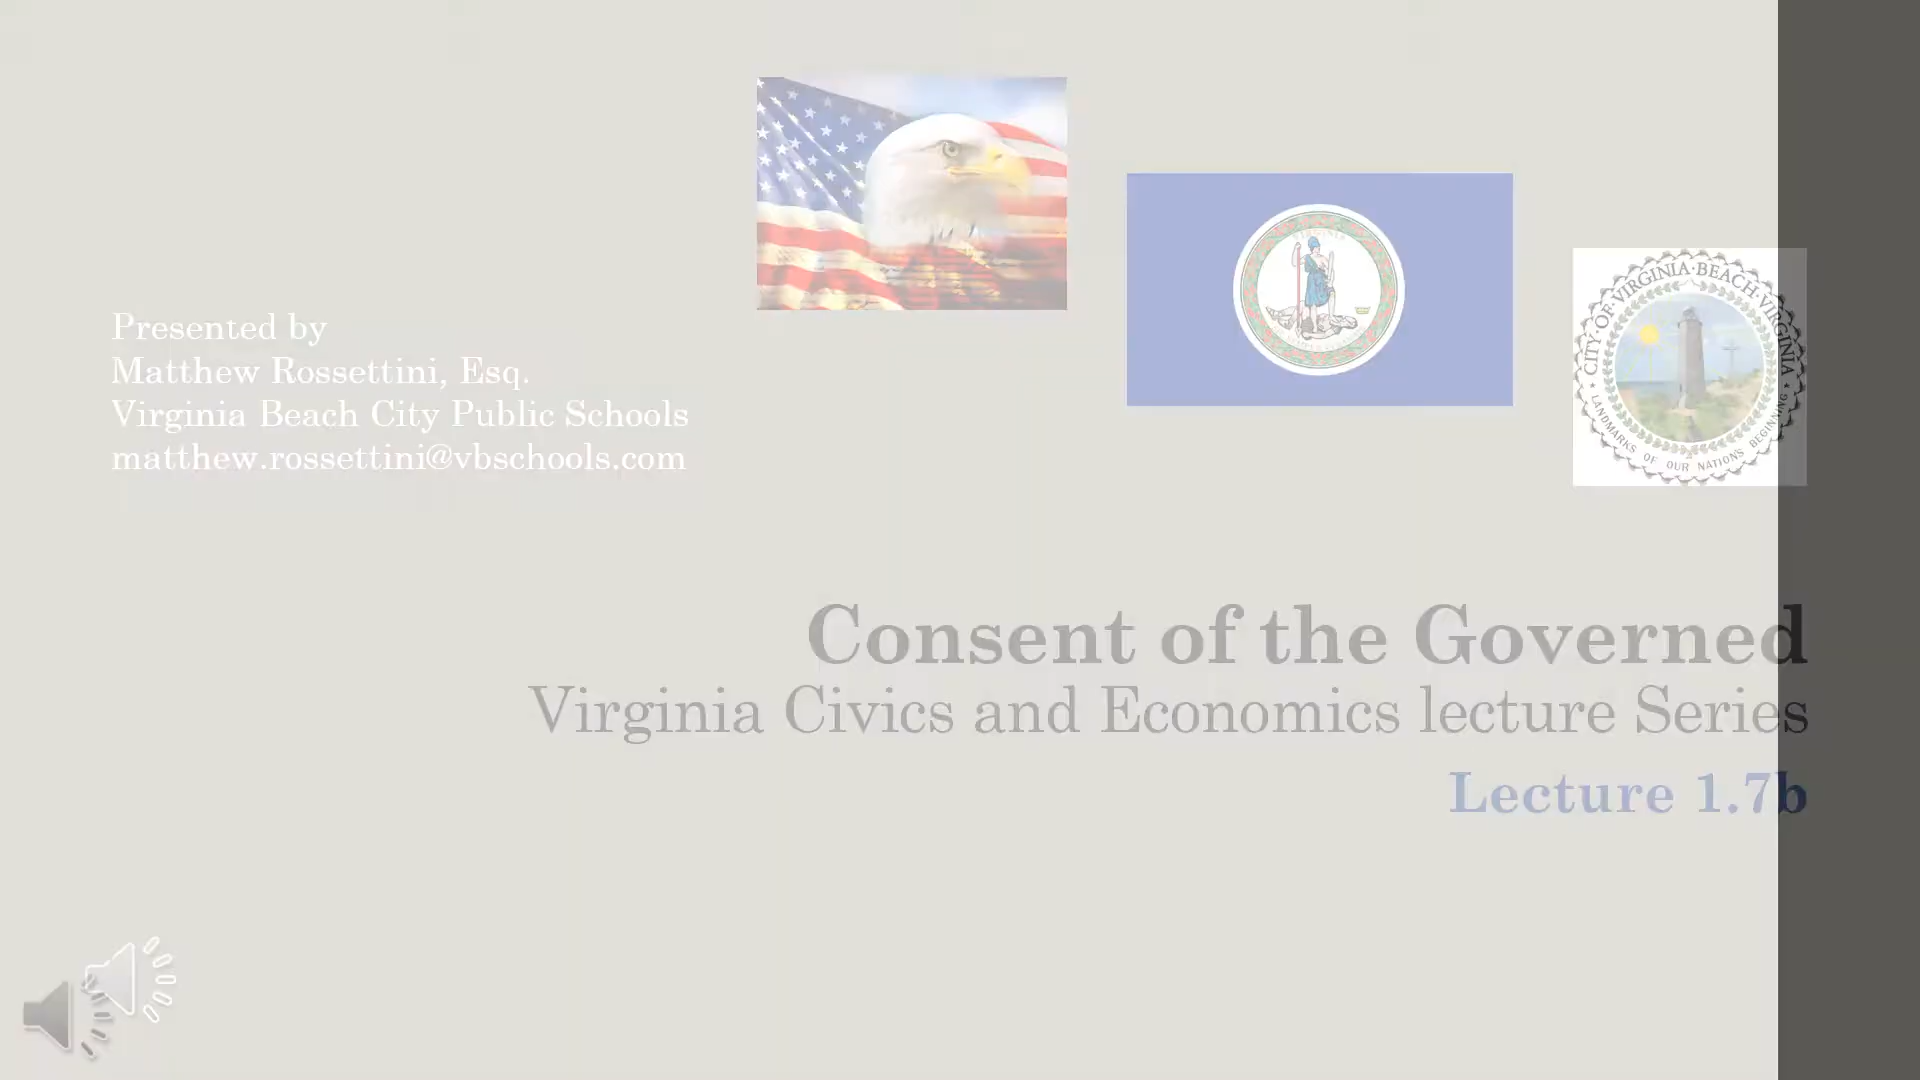 Presented by
Matthew Rossettini, Esq.
Virginia Beach City Public Schools
matthew.rossettini@vbschools.com
VIRGINIA
CITY·OF·VIRGINIA·BEACH·VIRGINIA
LANDMARKS OF OUR NATIONS BEGINNING
Consent of the Governed
Virginia Civics and Economics lecture Series
Lecture 1.7b